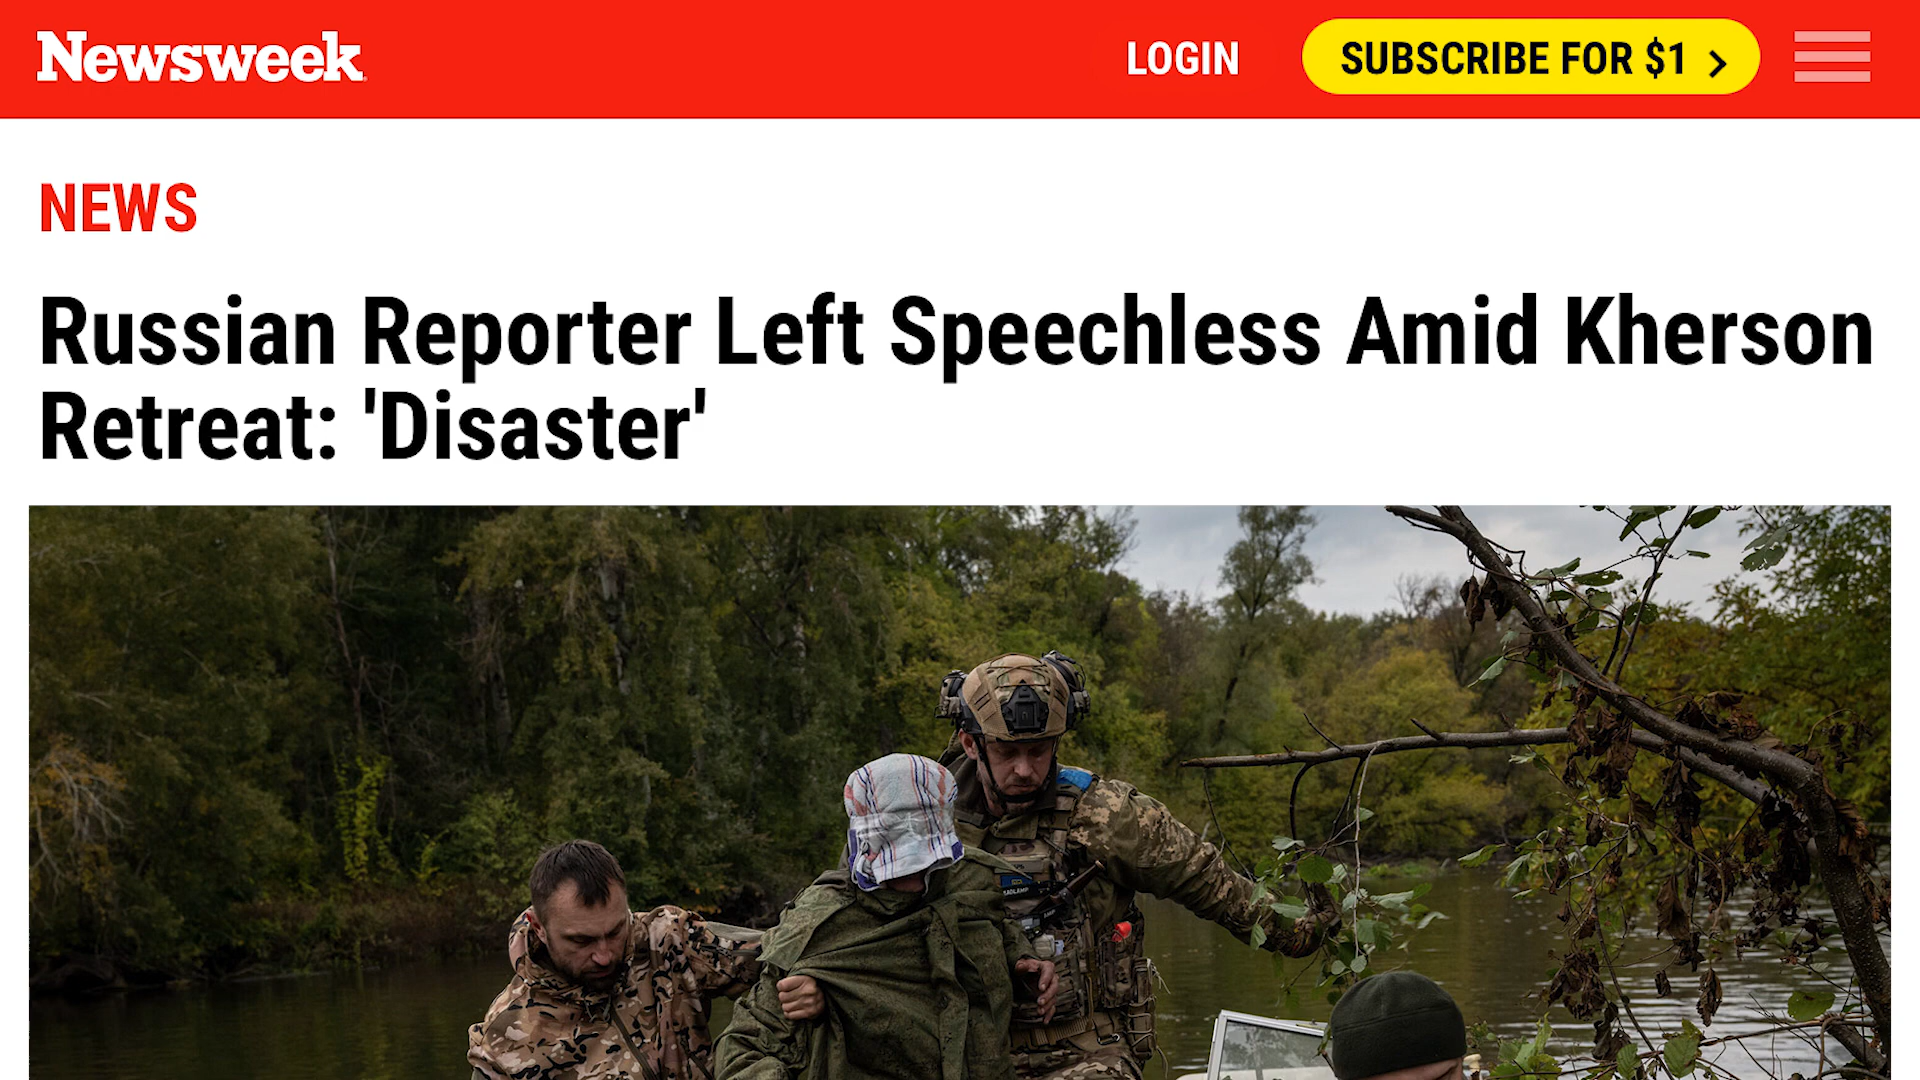 Newsweek
LOGIN
SUBSCRIBE FOR $1
NEWS
Russian Reporter Left Speechless Amid Kherson
Retreat: 'Disaster'